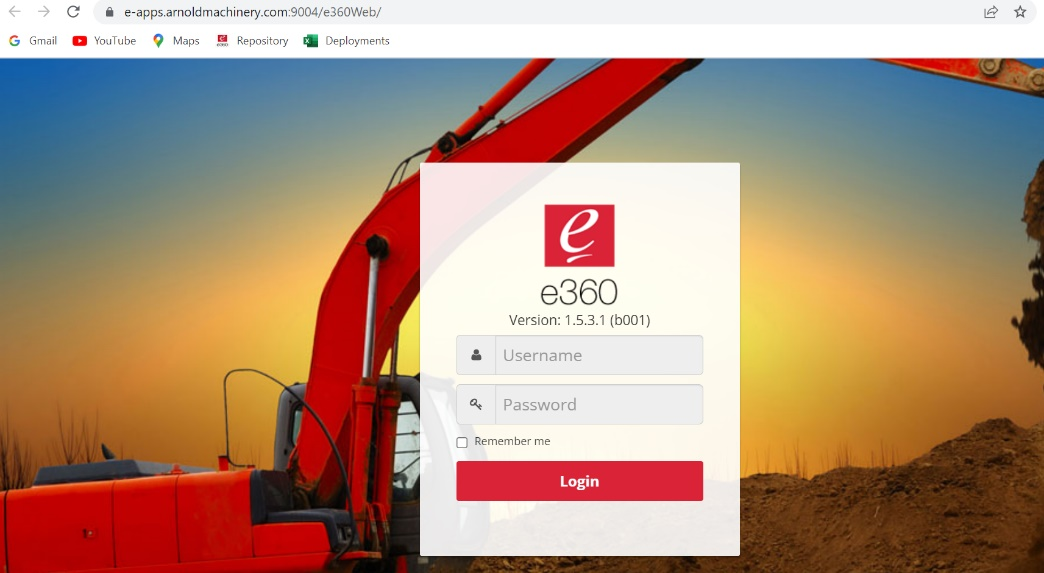 e-apps.arnoldmachinery.com:9004/e360Web/
Gmail YouTube Maps e360 Repository Deployments
e
e360
Version: 1.5.3.1 (b001)
Username
Password
Remember me
Login